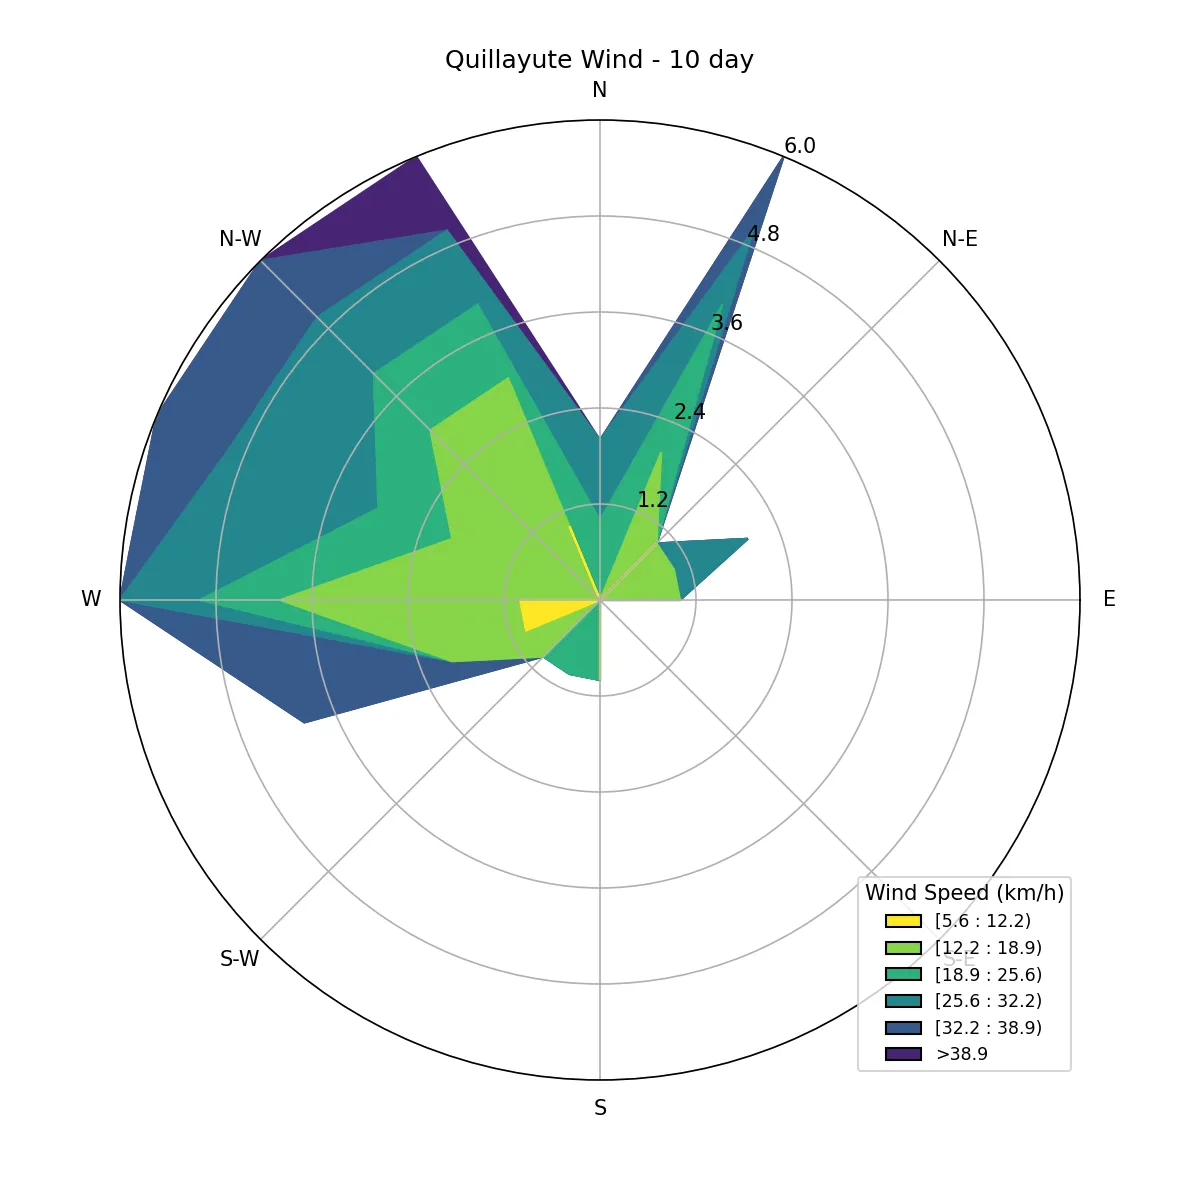 Quillayute Wind - 10 day
N
6.0
N-W
4.8
N-E
3.6
2.4
1.2
W
E
S-W
S-E
S
Wind Speed (km/h)
[5.6 : 12.2)
[12.2 : 18.9)
[18.9 : 25.6)
[25.6 : 32.2)
[32.2 : 38.9)
>38.9